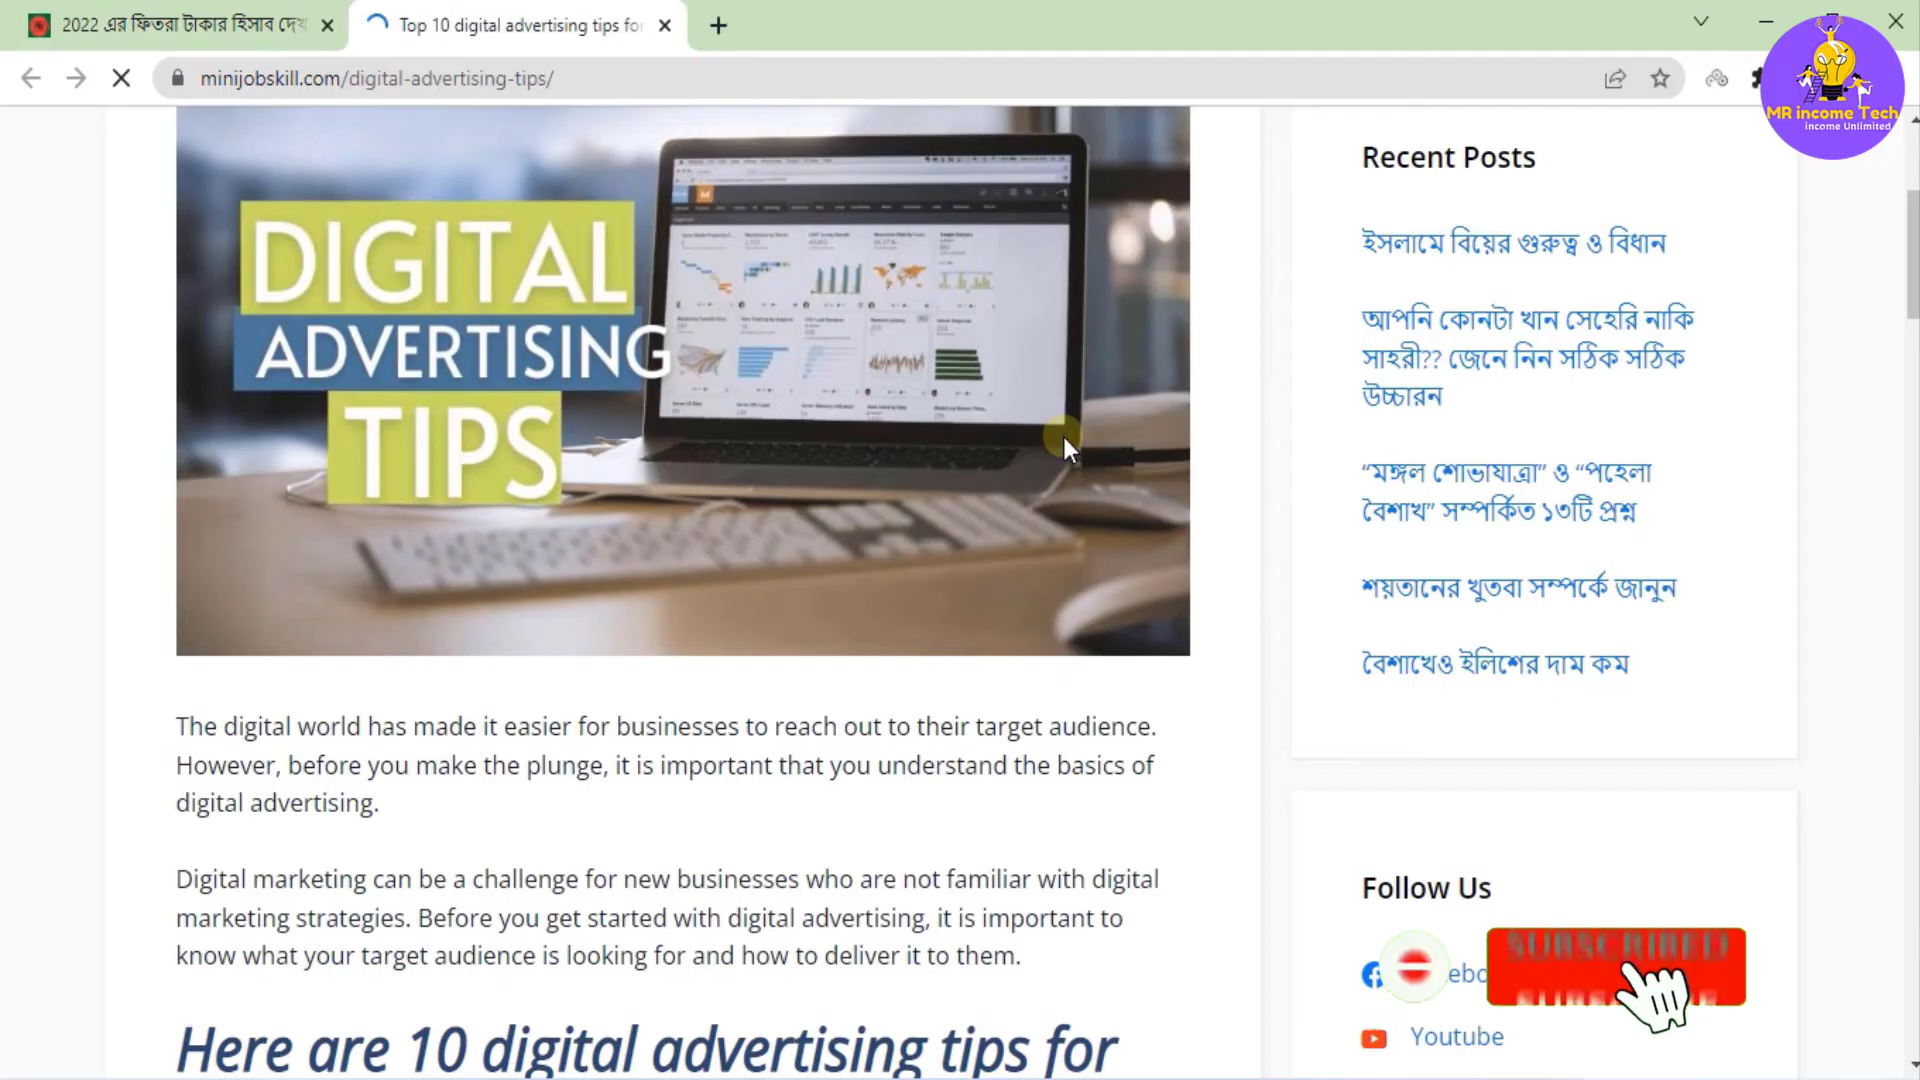 2022 এর ফিতরা টাকার হিসাব দেখ
Top 10 digital advertising tips for
minijobskill.com/digital-advertising-tips/
MR income Tech
income Unlimited
DIGITAL
ADVERTISING
TIPS
The digital world has made it easier for businesses to reach out to their target audience.
However, before you make the plunge, it is important that you understand the basics of
digital advertising.
Digital marketing can be a challenge for new businesses who are not familiar with digital
marketing strategies. Before you get started with digital advertising, it is important to
know what your target audience is looking for and how to deliver it to them.
Here are 10 digital advertising tips for
Recent Posts
ইসলামে বিয়ের গুরুত্ব ও বিধান
আপনি কোনটা খান সেহেরি নাকি
সাহরী?? জেনে নিন সঠিক সঠিক
উচ্চারন
“মঙ্গল শোভাযাত্রা” ও “পহেলা
বৈশাখ” সম্পর্কিত ১৩টি প্রশ্ন
শয়তানের খুতবা সম্পর্কে জানুন
বৈশাখেও ইলিশের দাম কম
Follow Us
SUBSCRIBED
Youtube